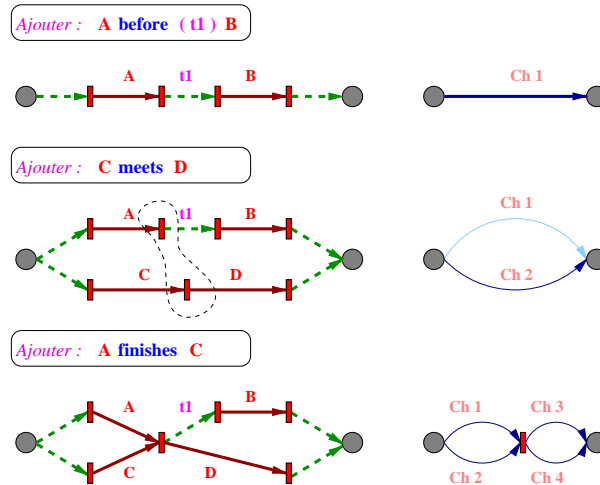 Ajouter : A before ( t1 ) B
A t1 B Ch 1
Ajouter : C meets D
A t1 B Ch 1
C D Ch 2
Ajouter : A finishes C
A t1 B Ch 1 Ch 3
C D Ch 2 Ch 4